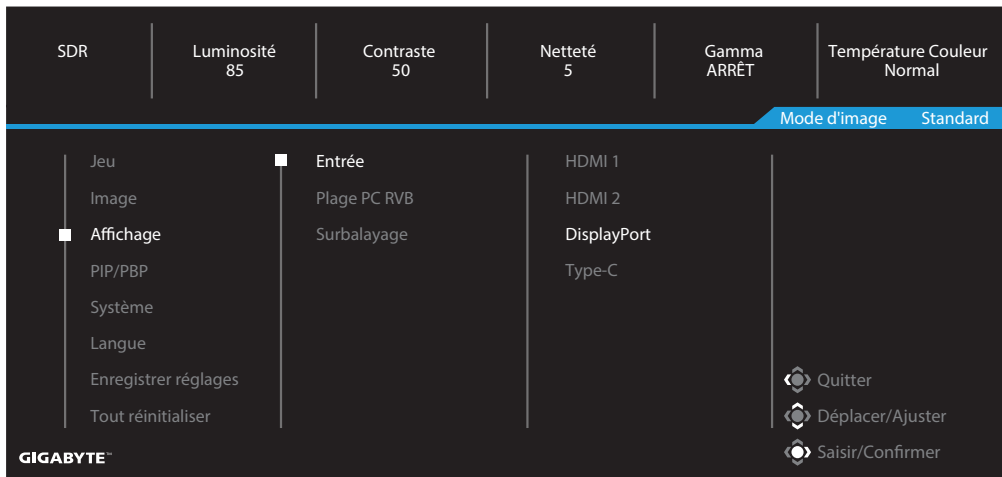 SDR
Luminosité
85
Contraste
50
Netteté
5
Gamma
ARRÊT
Température Couleur
Normal
Mode d'image Standard
Jeu
Image
Affichage
PIP/PBP
Système
Langue
Enregistrer réglages
Tout réinitialiser
Entrée
Plage PC RVB
Surbalayage
HDMI 1
HDMI 2
DisplayPort
Type-C
Quitter
Déplacer/Ajuster
Saisir/Confirmer
GIGABYTE™